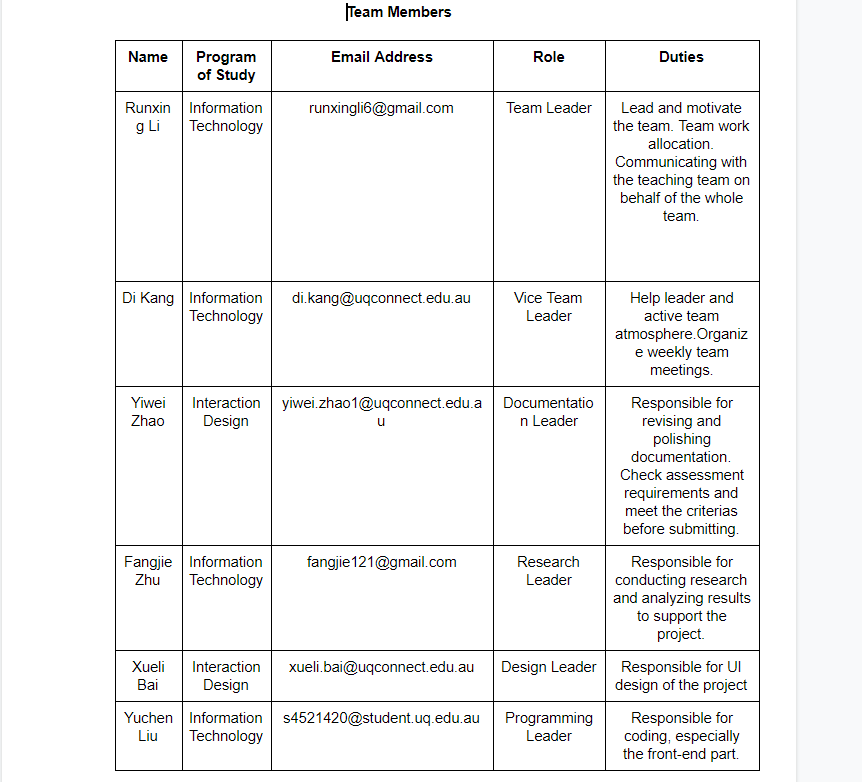 Team Members
Name
Program
of Study
Email Address
Role
Duties
Runxin
g Li
Information
Technology
runxingli6@gmail.com
Team Leader
Lead and motivate
the team. Team work
allocation.
Communicating with
the teaching team on
behalf of the whole
team.
Di Kang
Information
Technology
di.kang@uqconnect.edu.au
Vice Team
Leader
Help leader and
active team
atmosphere.Organiz
e weekly team
meetings.
Yiwei
Zhao
Interaction
Design
yiwei.zhao1@uqconnect.edu.a
u
Documentatio
n Leader
Responsible for
revising and
polishing
documentation.
Check assessment
requirements and
meet the criterias
before submitting.
Fangjie
Zhu
Information
Technology
fangjie121@gmail.com
Research
Leader
Responsible for
conducting research
and analyzing results
to support the
project.
Xueli
Bai
Interaction
Design
xueli.bai@uqconnect.edu.au
Design Leader
Responsible for UI
design of the project
Yuchen
Liu
Information
Technology
s4521420@student.uq.edu.au
Programming
Leader
Responsible for
coding, especially
the front-end part.